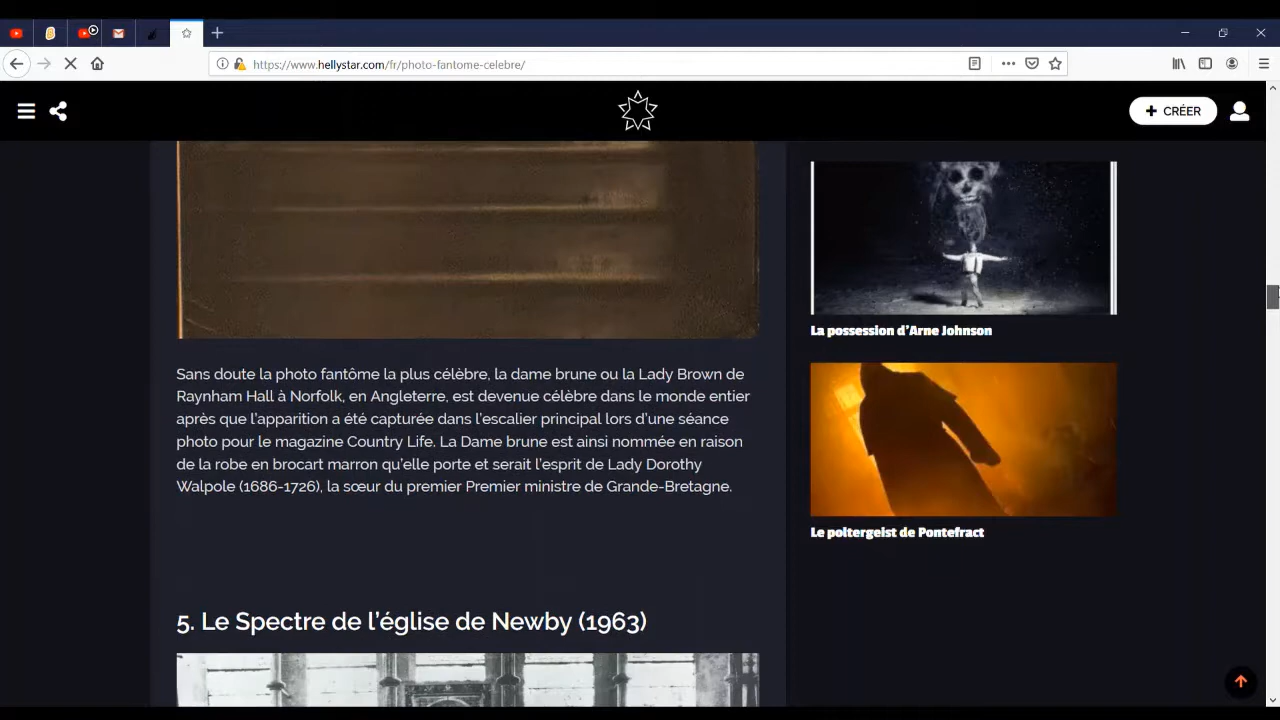 https://www.hellystar.com/fr/photo-fantome-celebre/
CRÉER
La possession d'Arne Johnson
Sans doute la photo fantôme la plus célèbre, la dame brune ou la Lady Brown de
Raynham Hall à Norfolk, en Angleterre, est devenue célèbre dans le monde entier
après que l'apparition a été capturée dans l'escalier principal lors d'une séance
photo pour le magazine Country Life. La Dame brune est ainsi nommée en raison
de la robe en brocart marron qu'elle porte et serait l'esprit de Lady Dorothy
Walpole (1686-1726), la sœur du premier Premier ministre de Grande-Bretagne.
Le poltergeist de Pontefract
5. Le Spectre de l'église de Newby (1963)